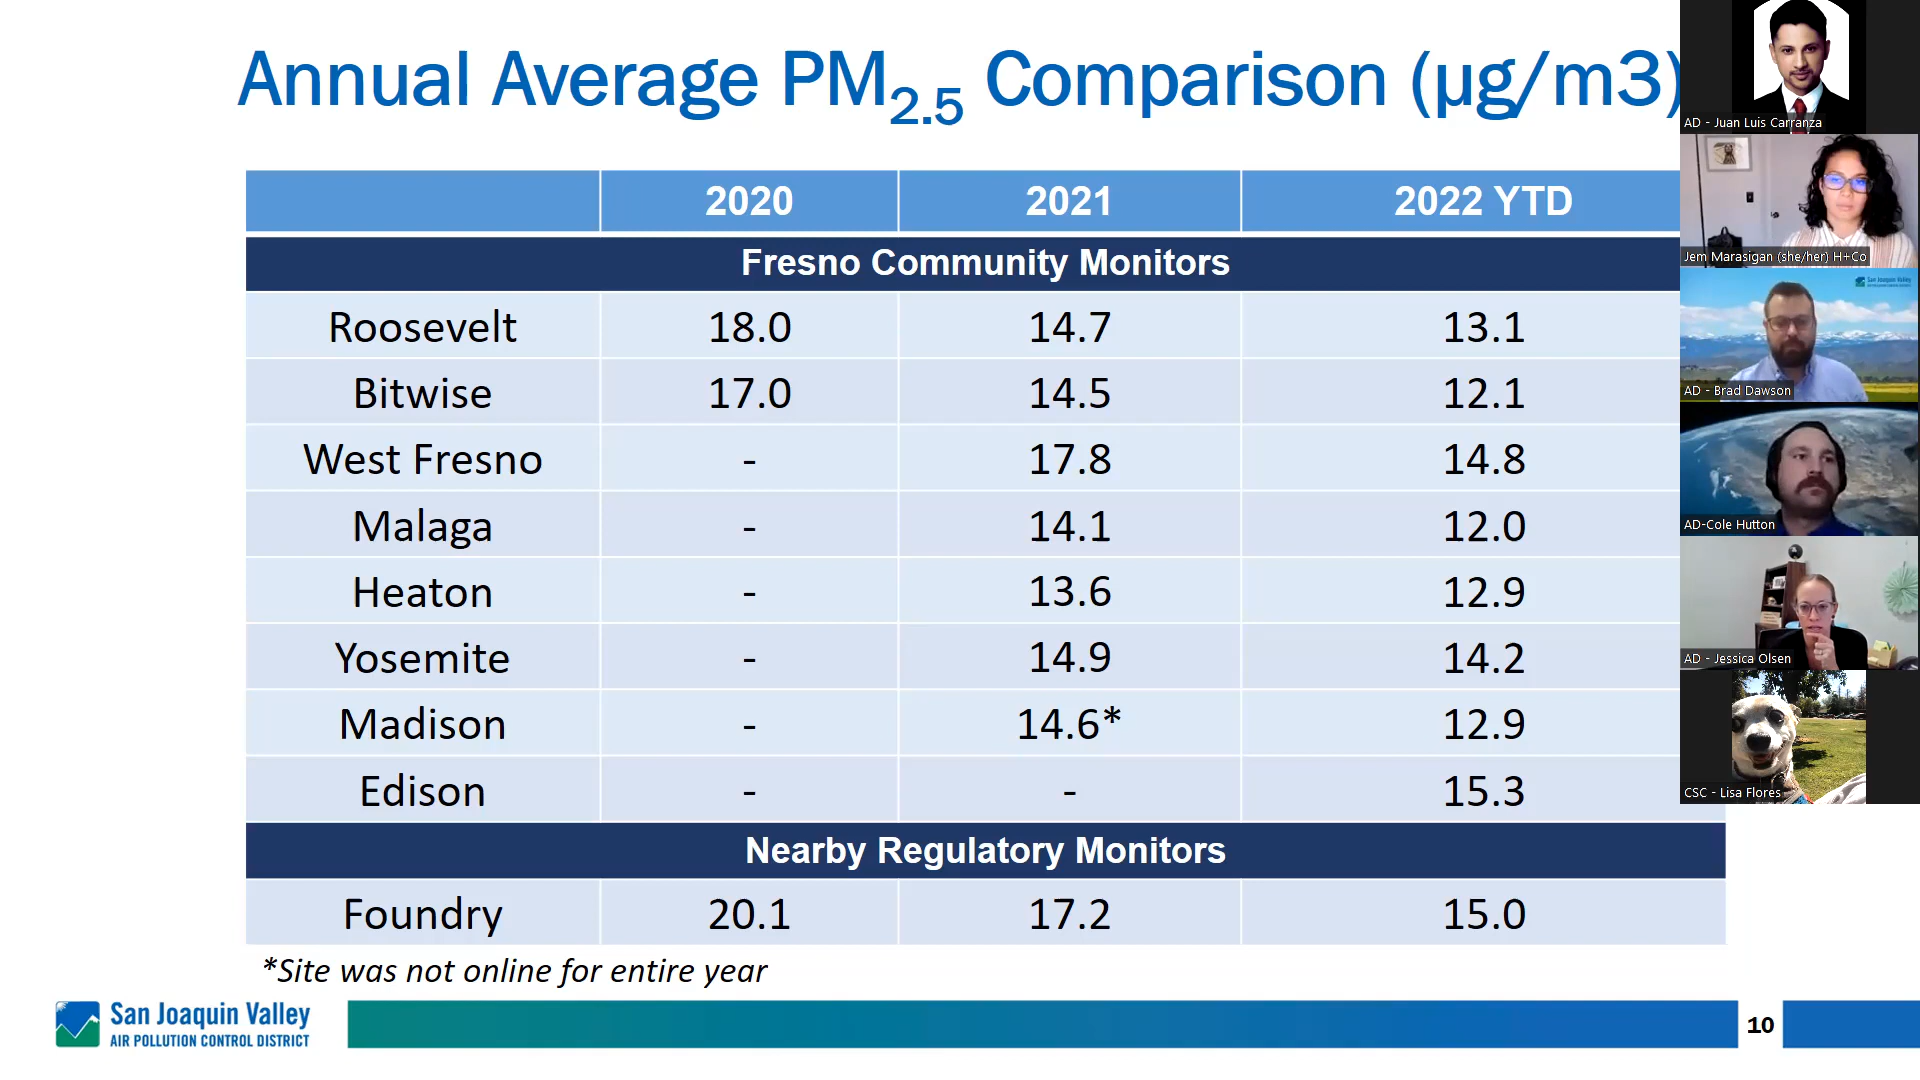 Annual Average PM2.5 Comparison (µg/m3)
2020 2021 2022 YTD
Fresno Community Monitors
Roosevelt 18.0 14.7 13.1
Bitwise 17.0 14.5 12.1
West Fresno - 17.8 14.8
Malaga - 14.1 12.0
Heaton - 13.6 12.9
Yosemite - 14.9 14.2
Madison - 14.6* 12.9
Edison - - 15.3
Nearby Regulatory Monitors
Foundry 20.1 17.2 15.0
*Site was not online for entire year
San Joaquin Valley
AIR POLLUTION CONTROL DISTRICT
10
AD - Juan Luis Carranza
Jem Marasigan (she/her) H+Co
San Joaquin Valley
AD - Brad Dawson
AD-Cole Hutton
AD - Jessica Olsen
CSC - Lisa Flores